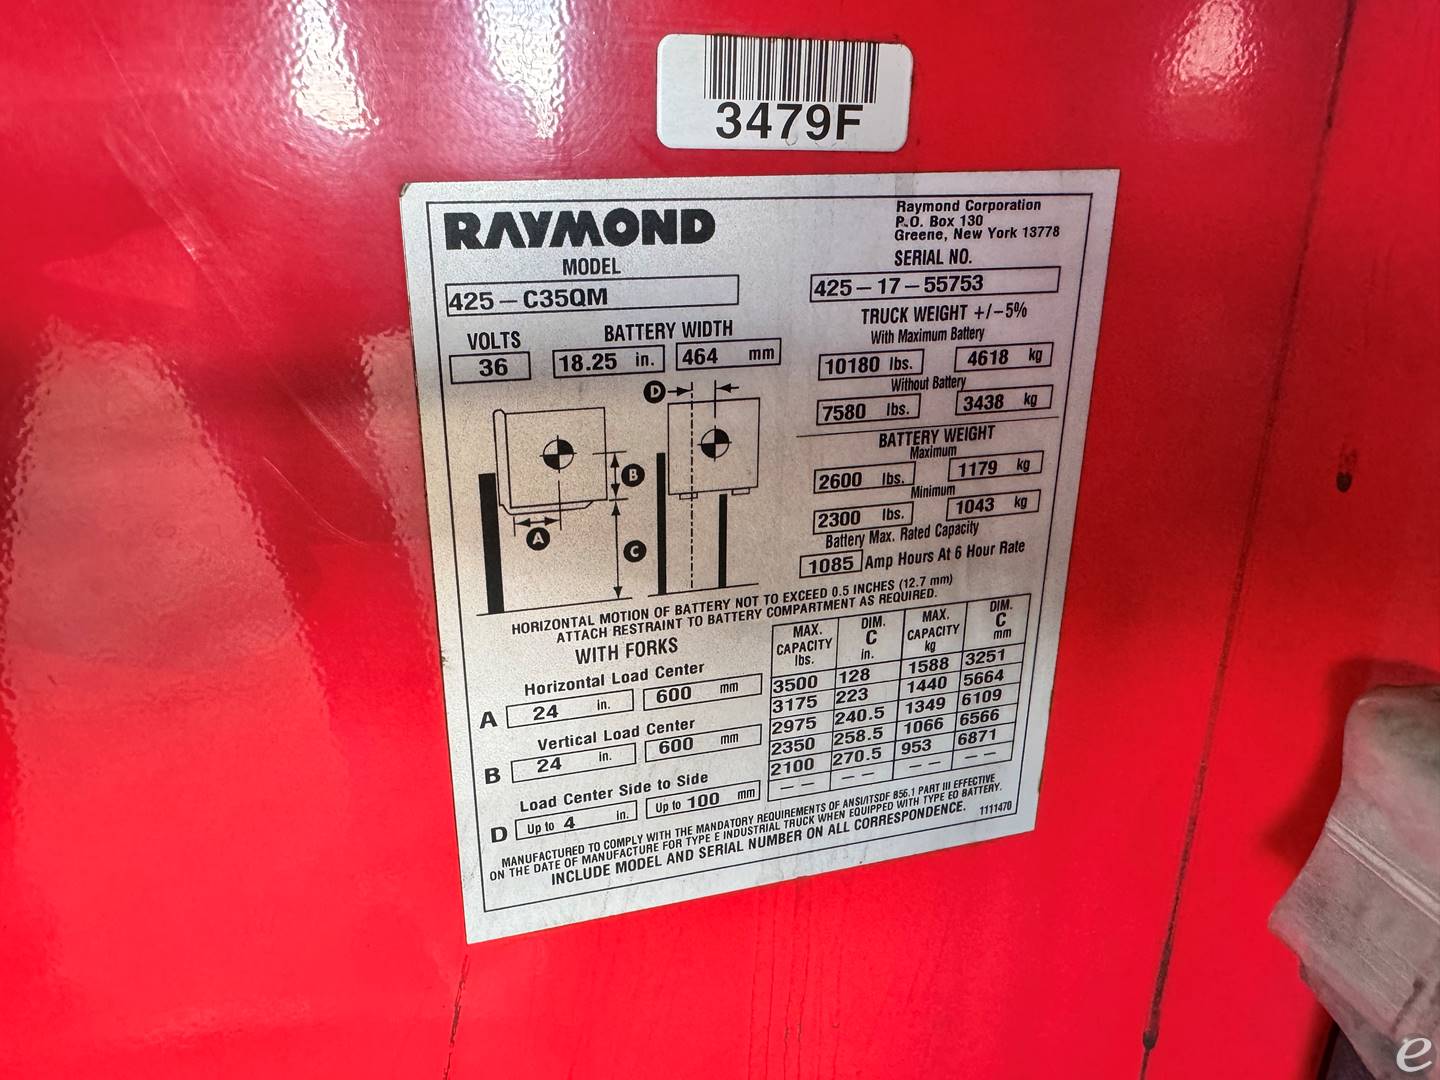 3479F
RAYMOND
Raymond Corporation
P.O. Box 130
Greene, New York 13778
MODEL
425-C35QM
SERIAL NO.
425-17-55753
VOLTS
36
BATTERY WIDTH
18.25 in. 464 mm
TRUCK WEIGHT +/-5%
With Maximum Battery
10180 lbs. 4618 kg
Without Battery
7580 lbs. 3438 kg
BATTERY WEIGHT
Maximum
2600 lbs. 1179 kg
Minimum
2300 lbs. 1043 kg
Battery Max. Rated Capacity
1085 Amp Hours At 6 Hour Rate
D
B
A
C
HORIZONTAL MOTION OF BATTERY NOT TO EXCEED 0.5 INCHES (12.7 mm)
ATTACH RESTRAINT TO BATTERY COMPARTMENT AS REQUIRED.
WITH FORKS
Horizontal Load Center
A 24 in. 600 mm
Vertical Load Center
B 24 in. 600 mm
Load Center Side to Side
D Up to 4 in. Up to 100 mm
MAX. CAPACITY lbs. DIM. C in. MAX. CAPACITY kg DIM. C mm
3500 128 1588 3251
3175 223 1440 5664
2975 240.5 1349 6109
2350 258.5 1066 6566
2100 270.5 953 6871
-- -- -- --
MANUFACTURED TO COMPLY WITH THE MANDATORY REQUIREMENTS OF ANSI/ITSDF B56.1 PART III EFFECTIVE
ON THE DATE OF MANUFACTURE FOR TYPE E INDUSTRIAL TRUCK WHEN EQUIPPED WITH TYPE EO BATTERY.
INCLUDE MODEL AND SERIAL NUMBER ON ALL CORRESPONDENCE. 1111470
e